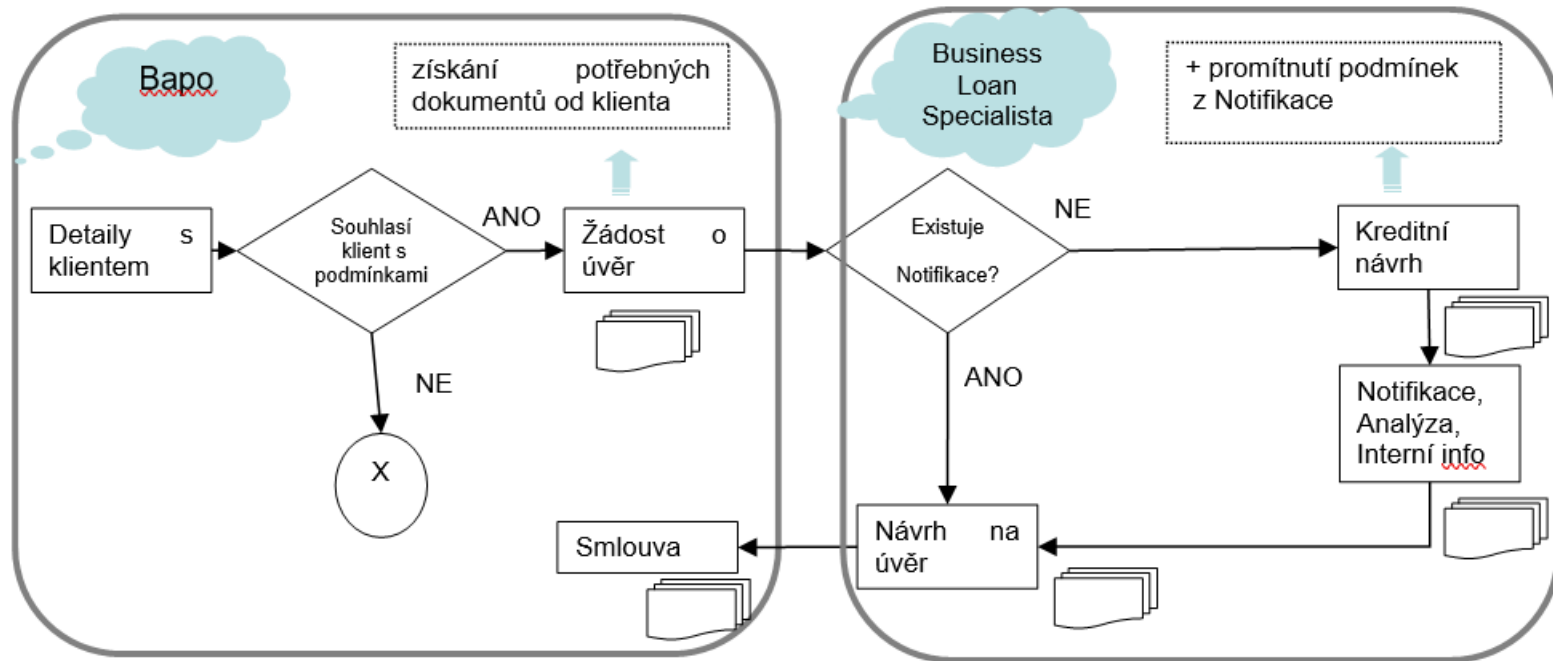 Bapo
získání potřebných
dokumentů od klienta
Business
Loan
Specialista
+ promítnutí podmínek
z Notifikace
Detaily s
klientem
Souhlasí
klient s
podmínkami
ANO
Žádost o
úvěr
Existuje
Notifikace?
NE
Kreditní
návrh
NE
ANO
Notifikace,
Analýza,
Interní info
X
Smlouva
Návrh na
úvěr